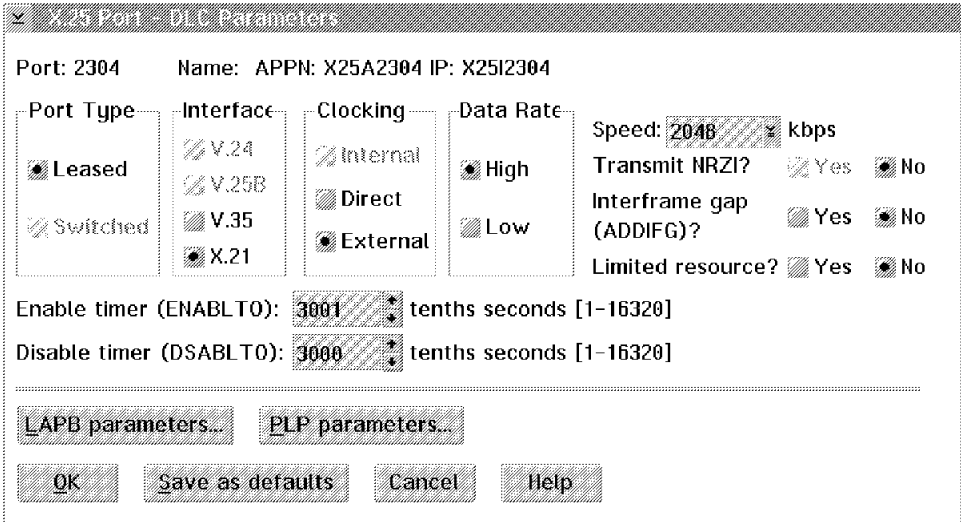 X.25 Port - DLC Parameters
Port: 2304 Name: APPN: X25A2304 IP: X25I2304
Port Type
Leased
Switched
Interface
V.24
V.25B
V.35
X.21
Clocking
Internal
Direct
External
Data Rate
High
Low
Speed: 2048 kbps
Transmit NRZI? Yes No
Interframe gap
(ADDIFG)? Yes No
Limited resource? Yes No
Enable timer (ENABLTO): 3001 tenths seconds [1-16320]
Disable timer (DSABLTO): 3000 tenths seconds [1-16320]
LAPB parameters... PLP parameters...
OK Save as defaults Cancel Help